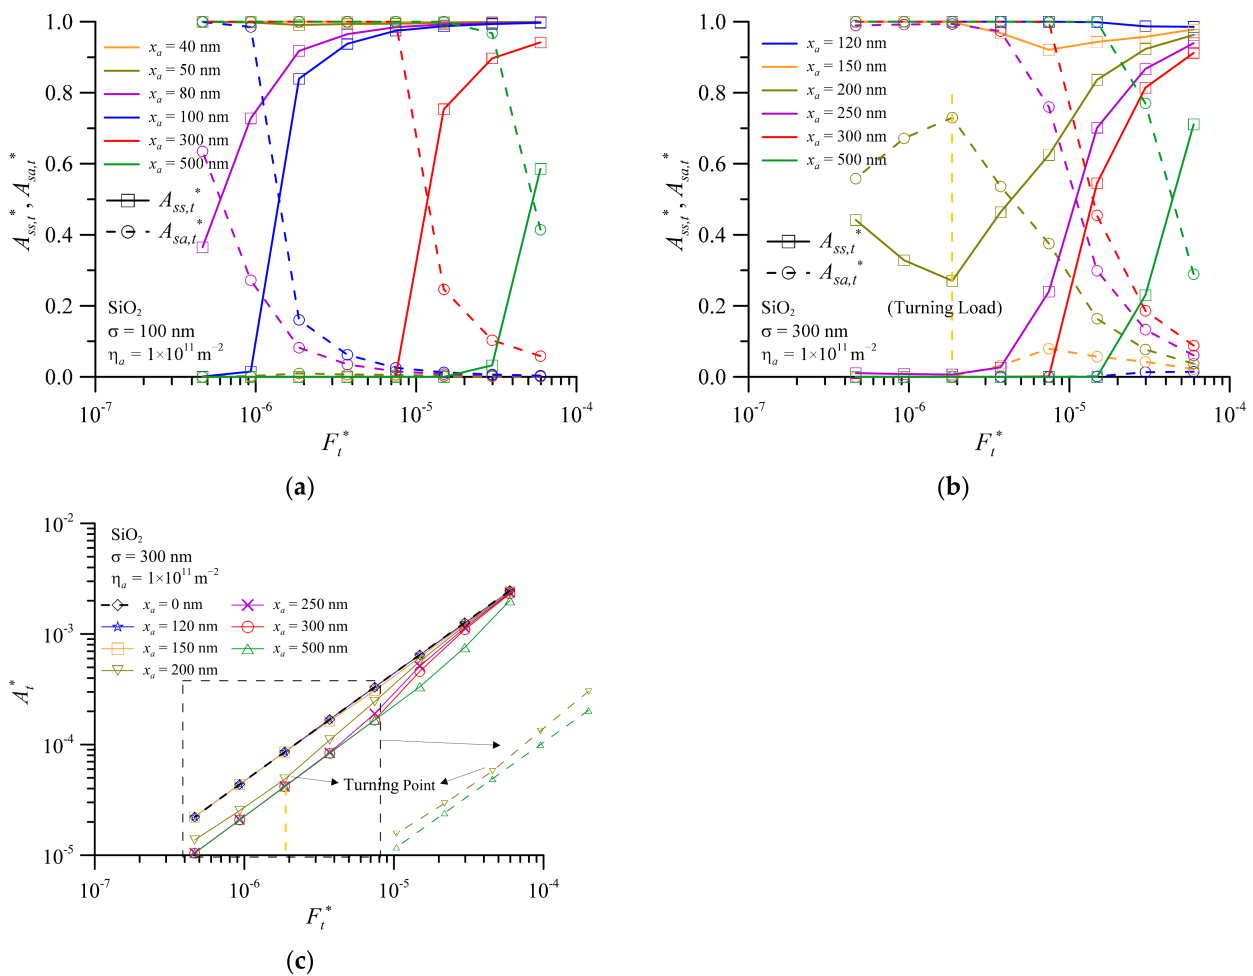 1.0
0.8
0.6
0.4
0.2
0.0
A_ss,t^*, A_sa,t^*
x_a = 40 nm
x_a = 50 nm
x_a = 80 nm
x_a = 100 nm
x_a = 300 nm
x_a = 500 nm
A_ss,t^*
A_sa,t^*
SiO₂
σ = 100 nm
η_a = 1×10¹¹ m⁻²
10⁻⁷ 10⁻⁶ 10⁻⁵ 10⁻⁴
F_t^*
(a)
1.0
0.8
0.6
0.4
0.2
0.0
A_ss,t^*, A_sa,t^*
x_a = 120 nm
x_a = 150 nm
x_a = 200 nm
x_a = 250 nm
x_a = 300 nm
x_a = 500 nm
A_ss,t^*
A_sa,t^*
(Turning Load)
SiO₂
σ = 300 nm
η_a = 1×10¹¹ m⁻²
10⁻⁷ 10⁻⁶ 10⁻⁵ 10⁻⁴
F_t^*
(b)
10⁻²
10⁻³
10⁻⁴
10⁻⁵
A_t^*
SiO₂
σ = 300 nm
η_a = 1×10¹¹ m⁻²
x_a = 0 nm
x_a = 120 nm
x_a = 150 nm
x_a = 200 nm
x_a = 250 nm
x_a = 300 nm
x_a = 500 nm
Turning Point
10⁻⁷ 10⁻⁶ 10⁻⁵ 10⁻⁴
F_t^*
(c)